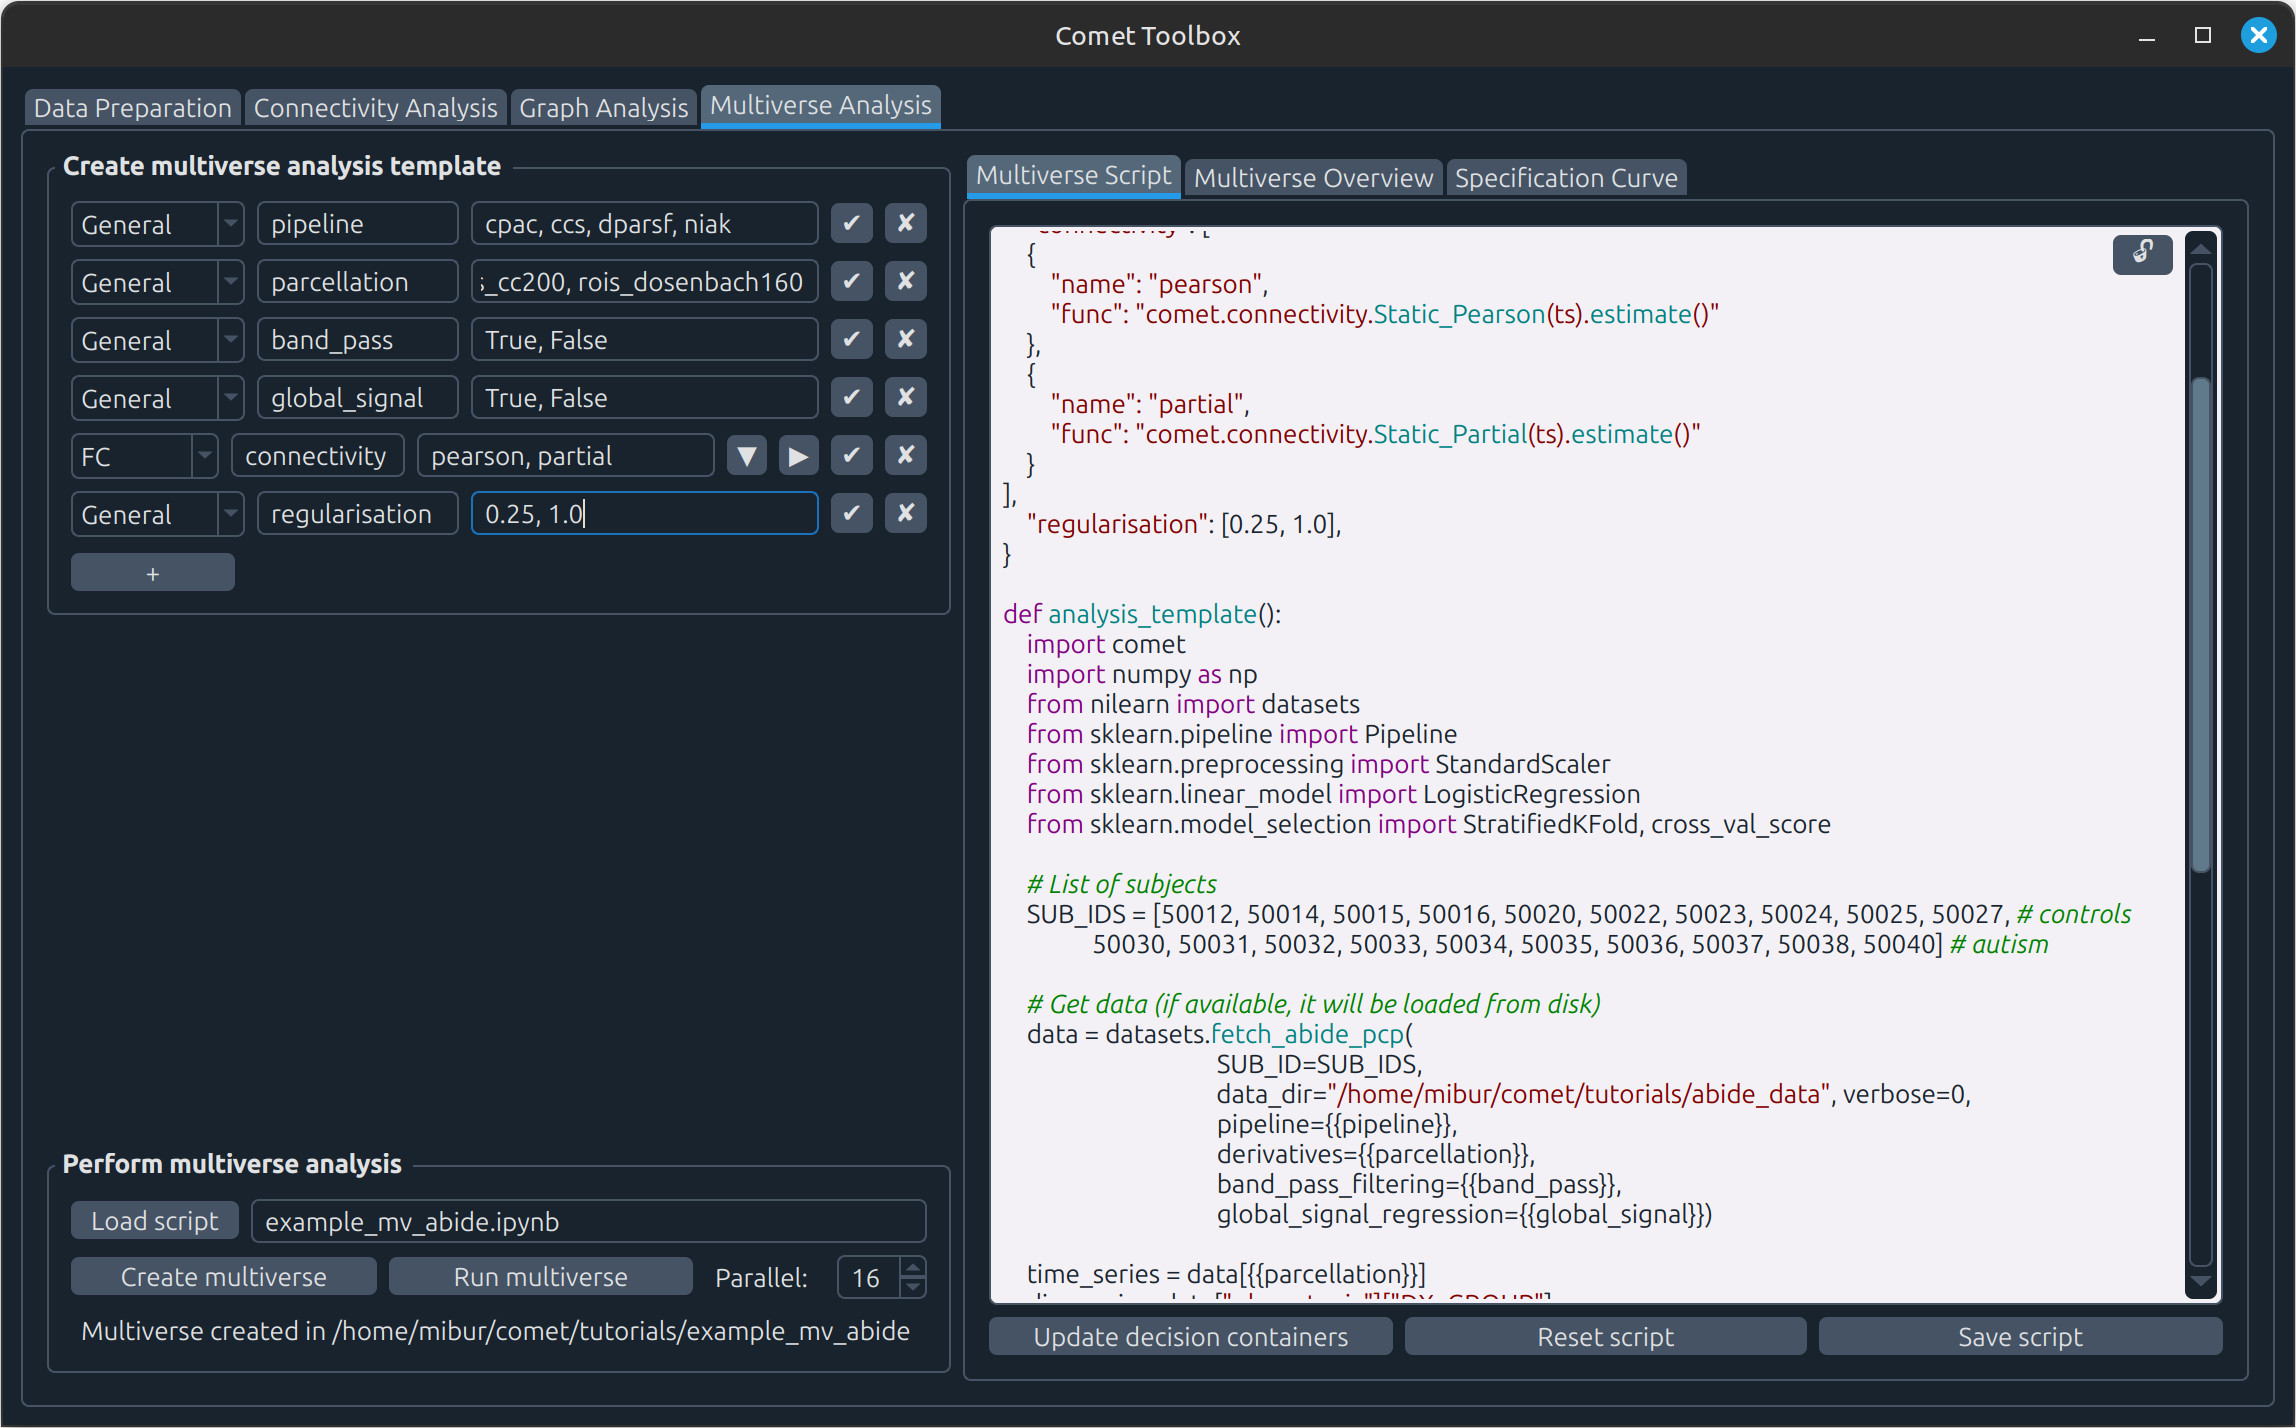 Comet Toolbox
Data Preparation Connectivity Analysis Graph Analysis Multiverse Analysis
Create multiverse analysis template
General pipeline cpac, ccs, dparsf, niak
General parcellation s_cc200, rois_dosenbach160
General band_pass True, False
General global_signal True, False
FC connectivity pearson, partial
General regularisation 0.25, 1.0
+
Perform multiverse analysis
Load script example_mv_abide.ipynb
Create multiverse Run multiverse Parallel: 16
Multiverse created in /home/mibur/comet/tutorials/example_mv_abide
Multiverse Script Multiverse Overview Specification Curve
"connectivity": [
{
"name": "pearson",
"func": "comet.connectivity.Static_Pearson(ts).estimate()"
},
{
"name": "partial",
"func": "comet.connectivity.Static_Partial(ts).estimate()"
}
],
"regularisation": [0.25, 1.0],
}
def analysis_template():
import comet
import numpy as np
from nilearn import datasets
from sklearn.pipeline import Pipeline
from sklearn.preprocessing import StandardScaler
from sklearn.linear_model import LogisticRegression
from sklearn.model_selection import StratifiedKFold, cross_val_score
# List of subjects
SUB_IDS = [50012, 50014, 50015, 50016, 50020, 50022, 50023, 50024, 50025, 50027, # controls
50030, 50031, 50032, 50033, 50034, 50035, 50036, 50037, 50038, 50040] # autism
# Get data (if available, it will be loaded from disk)
data = datasets.fetch_abide_pcp(
SUB_ID=SUB_IDS,
data_dir="/home/mibur/comet/tutorials/abide_data", verbose=0,
pipeline={{pipeline}},
derivatives={{parcellation}},
band_pass_filtering={{band_pass}},
global_signal_regression={{global_signal}})
time_series = data[{{parcellation}}]
Update decision containers Reset script Save script